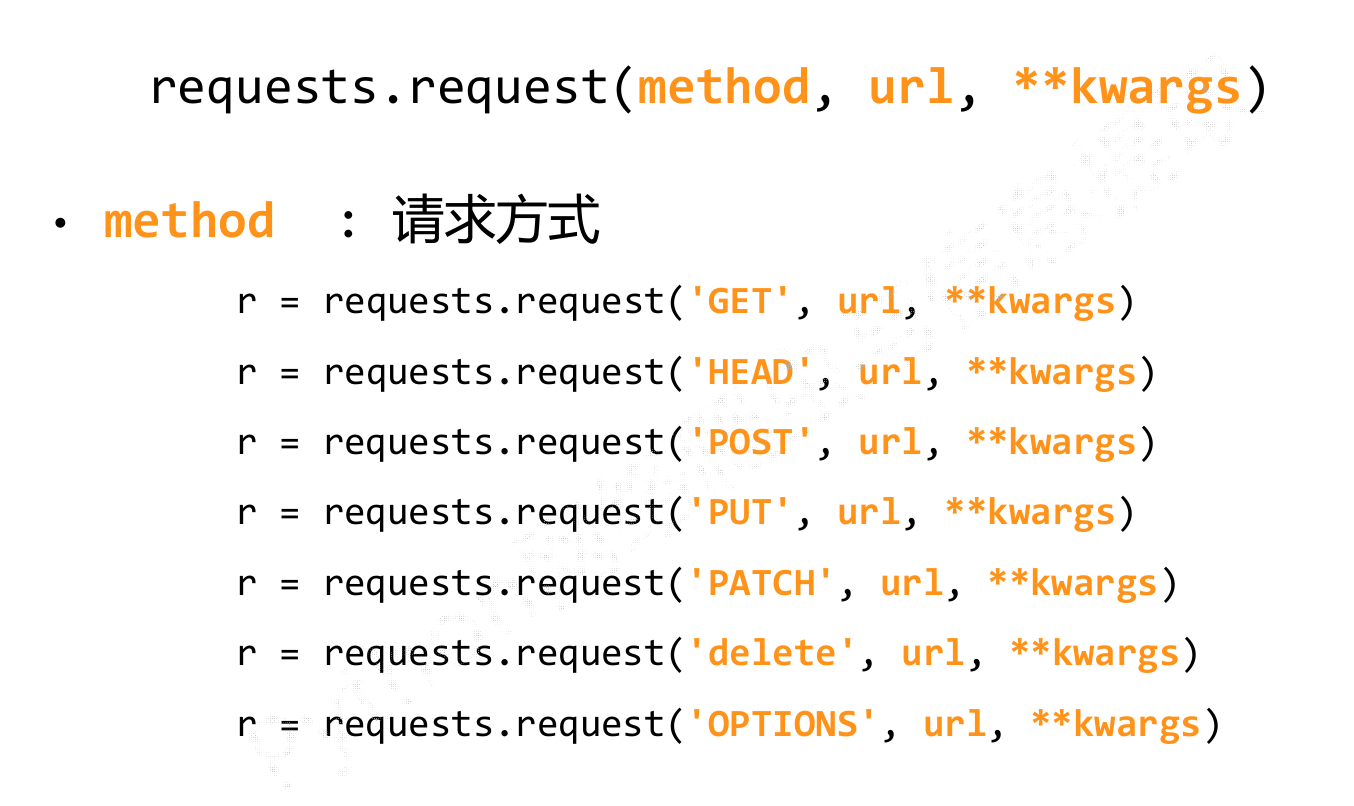 requests.request(method, url, **kwargs)
• method : 请求方式
r = requests.request('GET', url, **kwargs)
r = requests.request('HEAD', url, **kwargs)
r = requests.request('POST', url, **kwargs)
r = requests.request('PUT', url, **kwargs)
r = requests.request('PATCH', url, **kwargs)
r = requests.request('delete', url, **kwargs)
r = requests.request('OPTIONS', url, **kwargs)